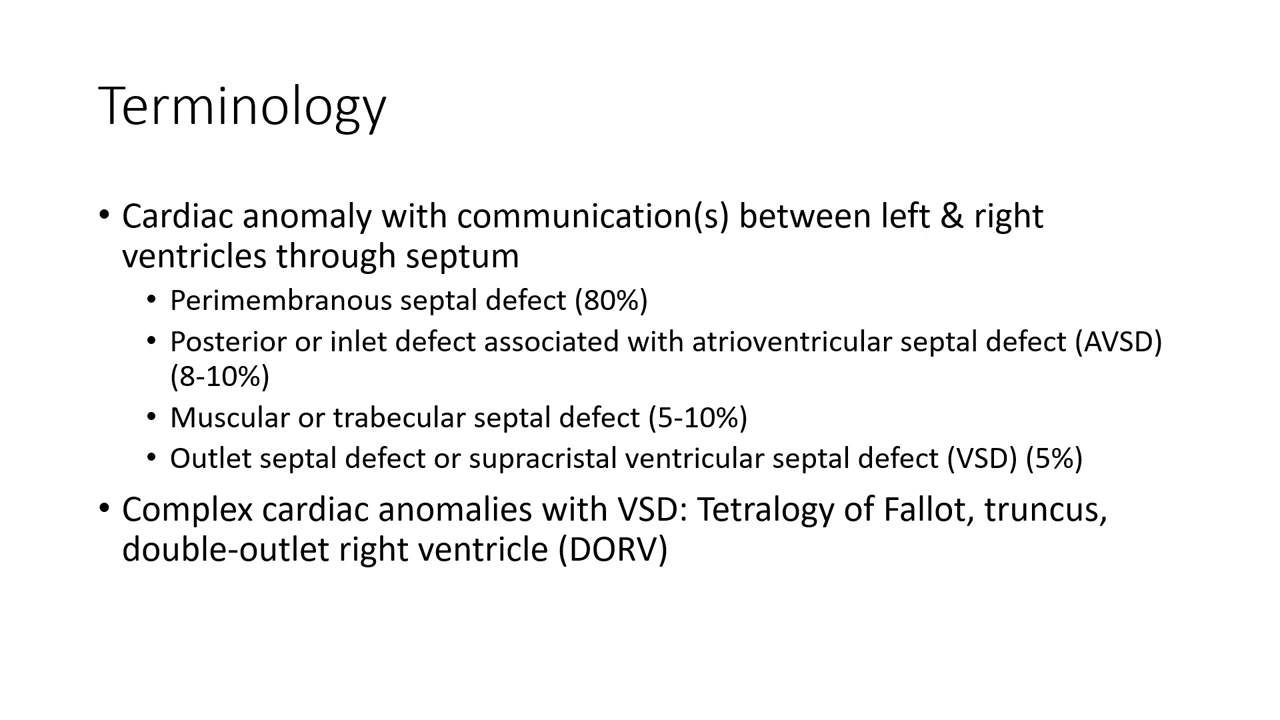 Terminology
• Cardiac anomaly with communication(s) between left & right
ventricles through septum
• Perimembranous septal defect (80%)
• Posterior or inlet defect associated with atrioventricular septal defect (AVSD)
(8-10%)
• Muscular or trabecular septal defect (5-10%)
• Outlet septal defect or supracristal ventricular septal defect (VSD) (5%)
• Complex cardiac anomalies with VSD: Tetralogy of Fallot, truncus,
double-outlet right ventricle (DORV)